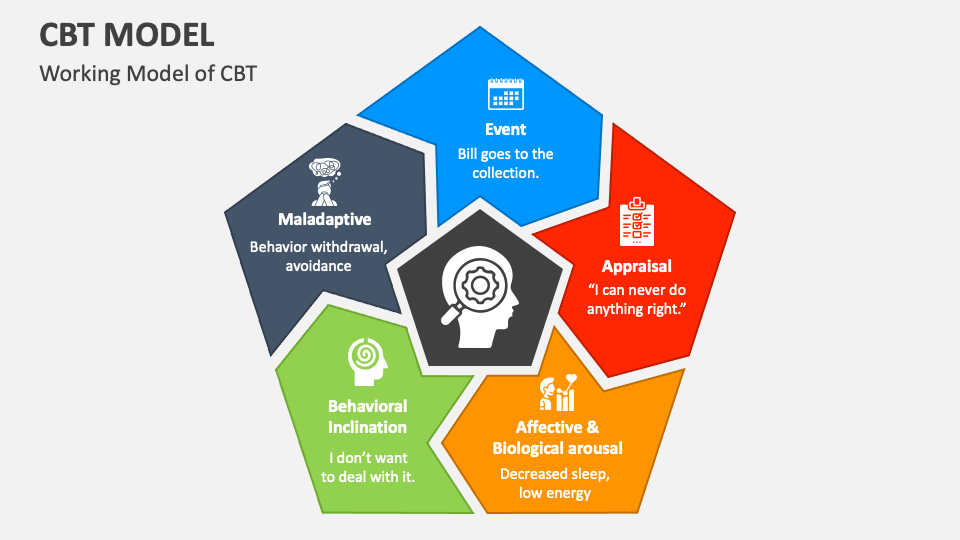 CBT MODEL
Working Model of CBT
Event
Bill goes to the
collection.
Appraisal
“I can never do
anything right.”
Affective &
Biological arousal
Decreased sleep,
low energy
Behavioral
Inclination
I don’t want
to deal with it.
Maladaptive
Behavior withdrawal,
avoidance